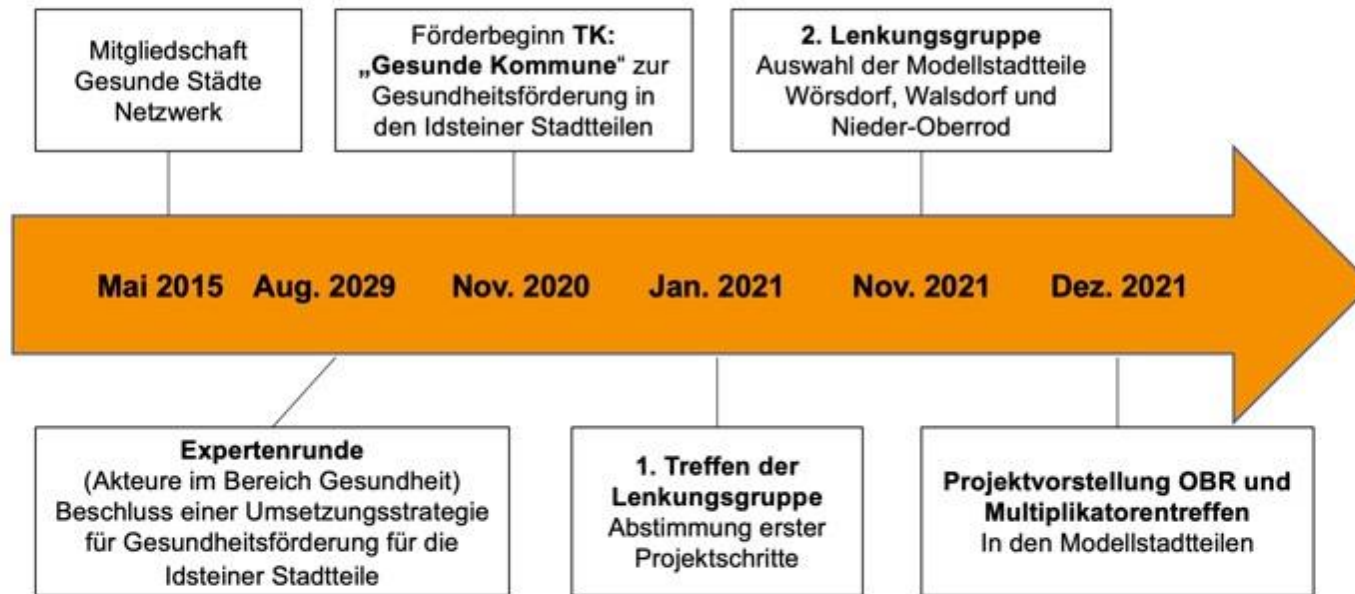 Mitgliedschaft
Gesunde Städte
Netzwerk
Förderbeginn TK:
„Gesunde Kommune“ zur
Gesundheitsförderung in
den Idsteiner Stadtteilen
2. Lenkungsgruppe
Auswahl der Modellstadtteile
Wörsdorf, Walsdorf und
Nieder-Oberrod
Mai 2015 Aug. 2029 Nov. 2020 Jan. 2021 Nov. 2021 Dez. 2021
Expertenrunde
(Akteure im Bereich Gesundheit)
Beschluss einer Umsetzungsstrategie
für Gesundheitsförderung für die
Idsteiner Stadtteile
1. Treffen der
Lenkungsgruppe
Abstimmung erster
Projektschritte
Projektvorstellung OBR und
Multiplikatorentreffen
In den Modellstadtteilen